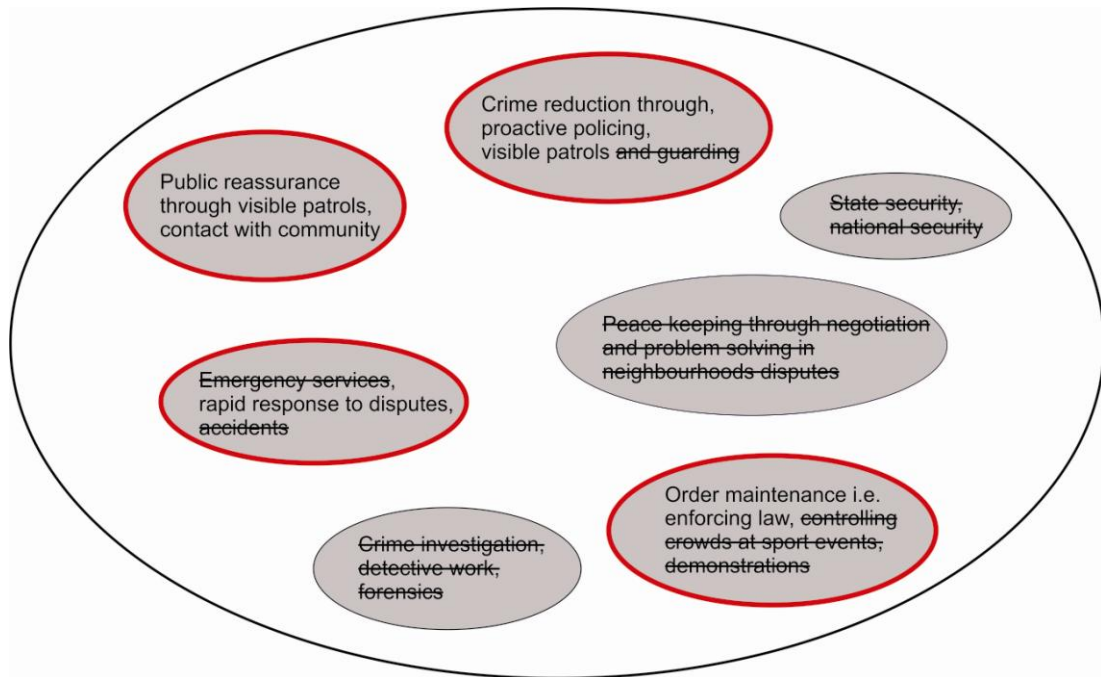 Crime reduction through,
proactive policing,
visible patrols and guarding
Public reassurance
through visible patrols,
contact with community
State security,
national security
Peace keeping through negotiation
and problem solving in
neighbourhoods disputes
Emergency services,
rapid response to disputes,
accidents
Order maintenance i.e.
enforcing law, controlling
crowds at sport events,
demonstrations
Crime investigation,
detective work,
forensics